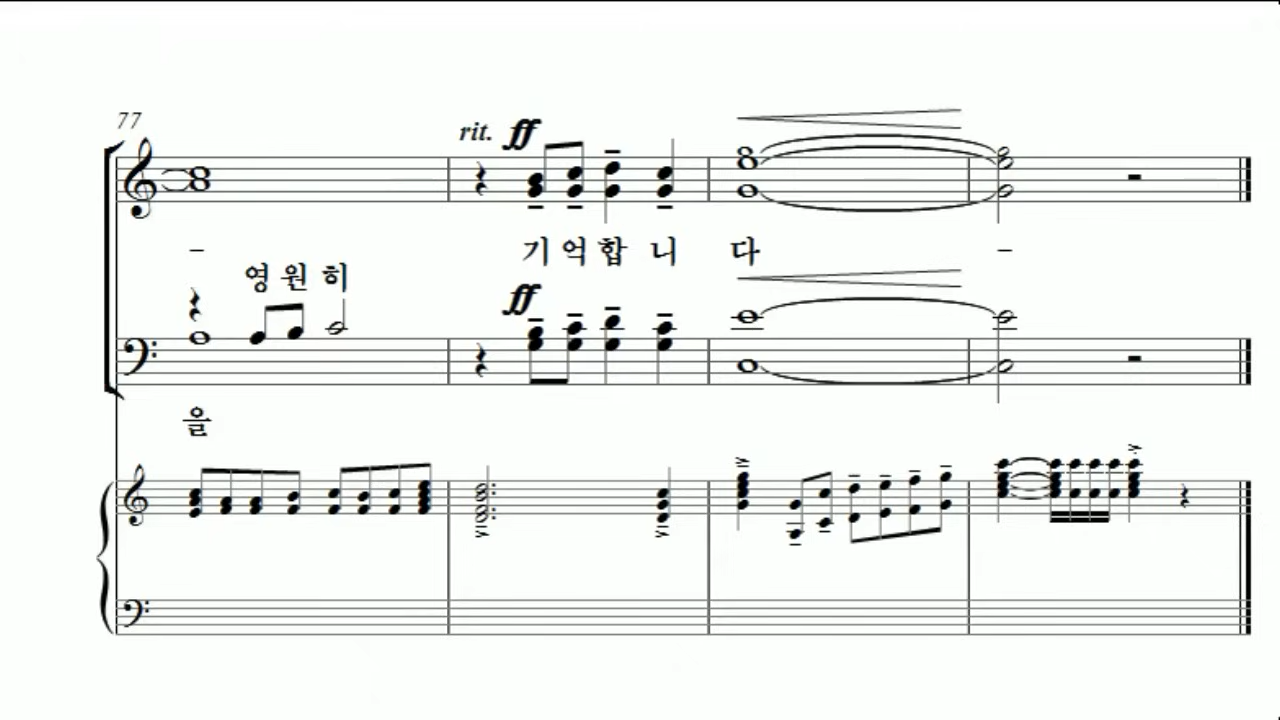 77
rit. ff
- 기 억 합 니 다 -
영 원 히
ff
을